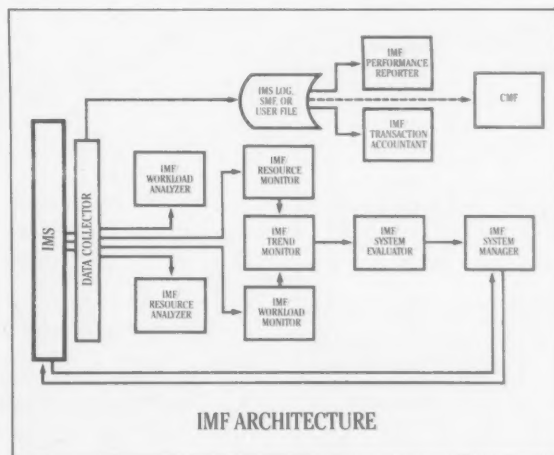 IMF
PERFORMANCE
REPORTER
IMS LOG,
SMF, OR
USER FILE
CMF
IMF
TRANSACTION
ACCOUNTANT
IMS
DATA COLLECTOR
IMF
WORKLOAD
ANALYZER
IMF
RESOURCE
MONITOR
IMF
TREND
MONITOR
IMF
SYSTEM
EVALUATOR
IMF
SYSTEM
MANAGER
IMF
RESOURCE
ANALYZER
IMF
WORKLOAD
MONITOR
IMF ARCHITECTURE